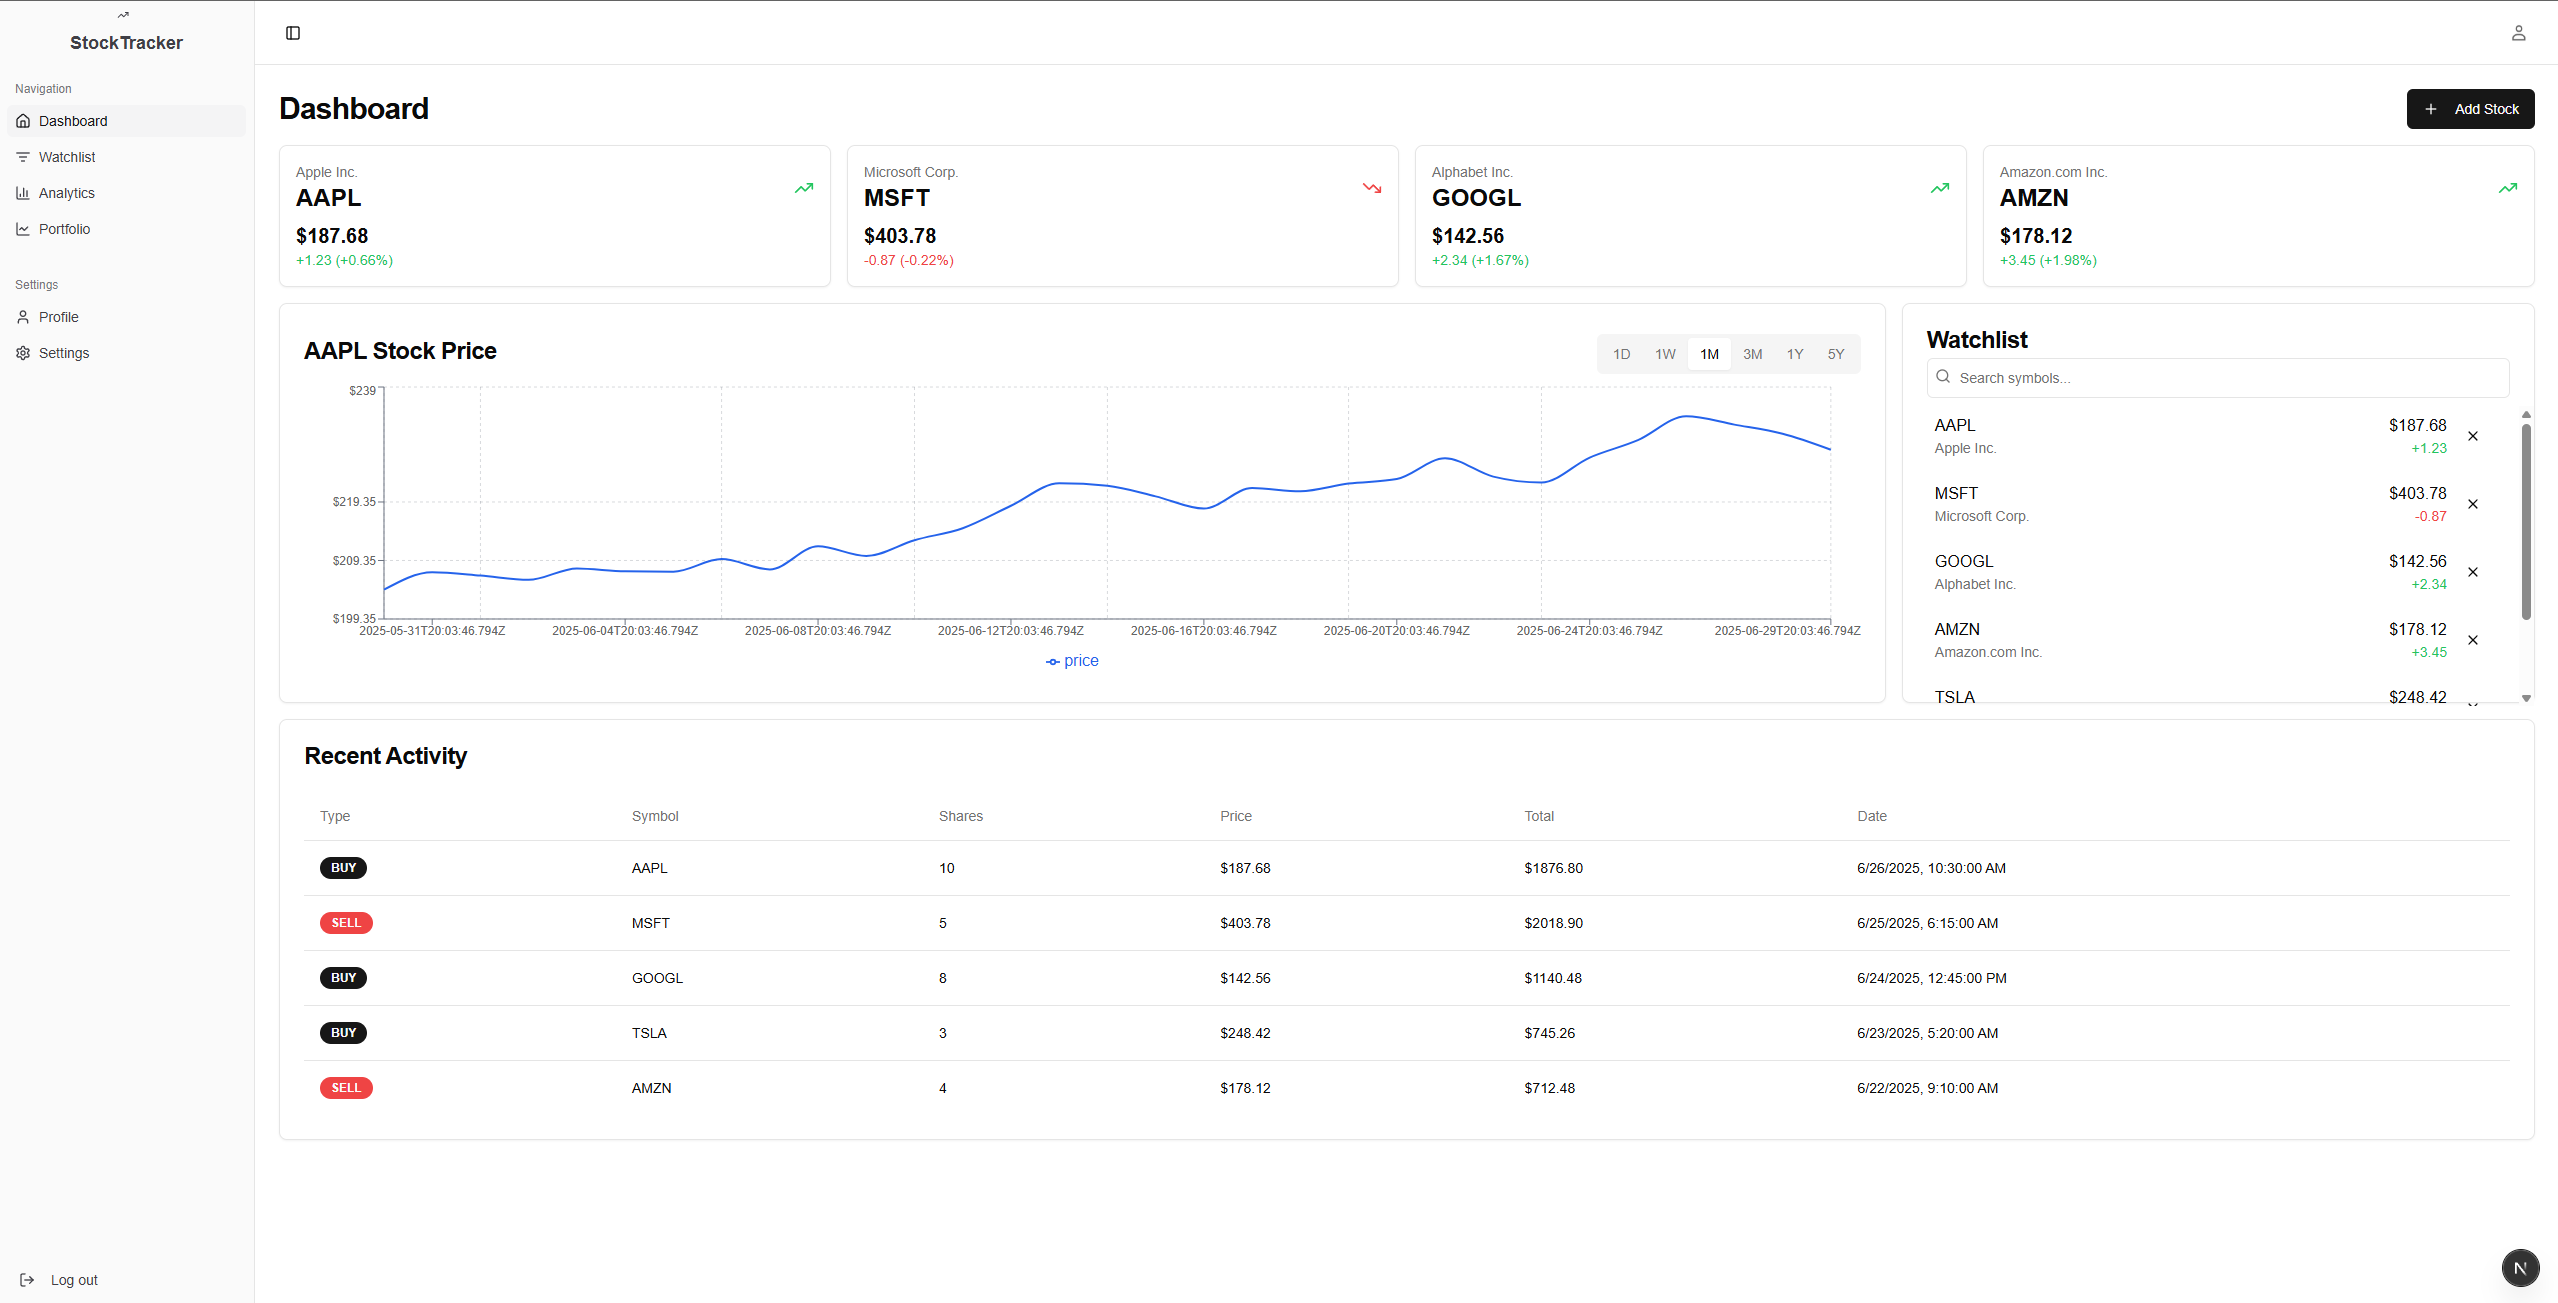 StockTracker
Navigation
Dashboard
Watchlist
Analytics
Portfolio
Settings
Profile
Settings
Log out
Dashboard
Add Stock
Apple Inc.
AAPL
$187.68
+1.23 (+0.66%)
Microsoft Corp.
MSFT
$403.78
-0.87 (-0.22%)
Alphabet Inc.
GOOGL
$142.56
+2.34 (+1.67%)
Amazon.com Inc.
AMZN
$178.12
+3.45 (+1.98%)
AAPL Stock Price
1D 1W 1M 3M 1Y 5Y
$239
$219.35
$209.35
$199.35
2025-05-31T20:03:46.794Z 2025-06-04T20:03:46.794Z 2025-06-08T20:03:46.794Z 2025-06-12T20:03:46.794Z 2025-06-16T20:03:46.794Z 2025-06-20T20:03:46.794Z 2025-06-24T20:03:46.794Z 2025-06-29T20:03:46.794Z
price
Watchlist
Search symbols...
AAPL $187.68
Apple Inc. +1.23
MSFT $403.78
Microsoft Corp. -0.87
GOOGL $142.56
Alphabet Inc. +2.34
AMZN $178.12
Amazon.com Inc. +3.45
TSLA $248.42
Recent Activity
Type Symbol Shares Price Total Date
BUY AAPL 10 $187.68 $1876.80 6/26/2025, 10:30:00 AM
SELL MSFT 5 $403.78 $2018.90 6/25/2025, 6:15:00 AM
BUY GOOGL 8 $142.56 $1140.48 6/24/2025, 12:45:00 PM
BUY TSLA 3 $248.42 $745.26 6/23/2025, 5:20:00 AM
SELL AMZN 4 $178.12 $712.48 6/22/2025, 9:10:00 AM
N